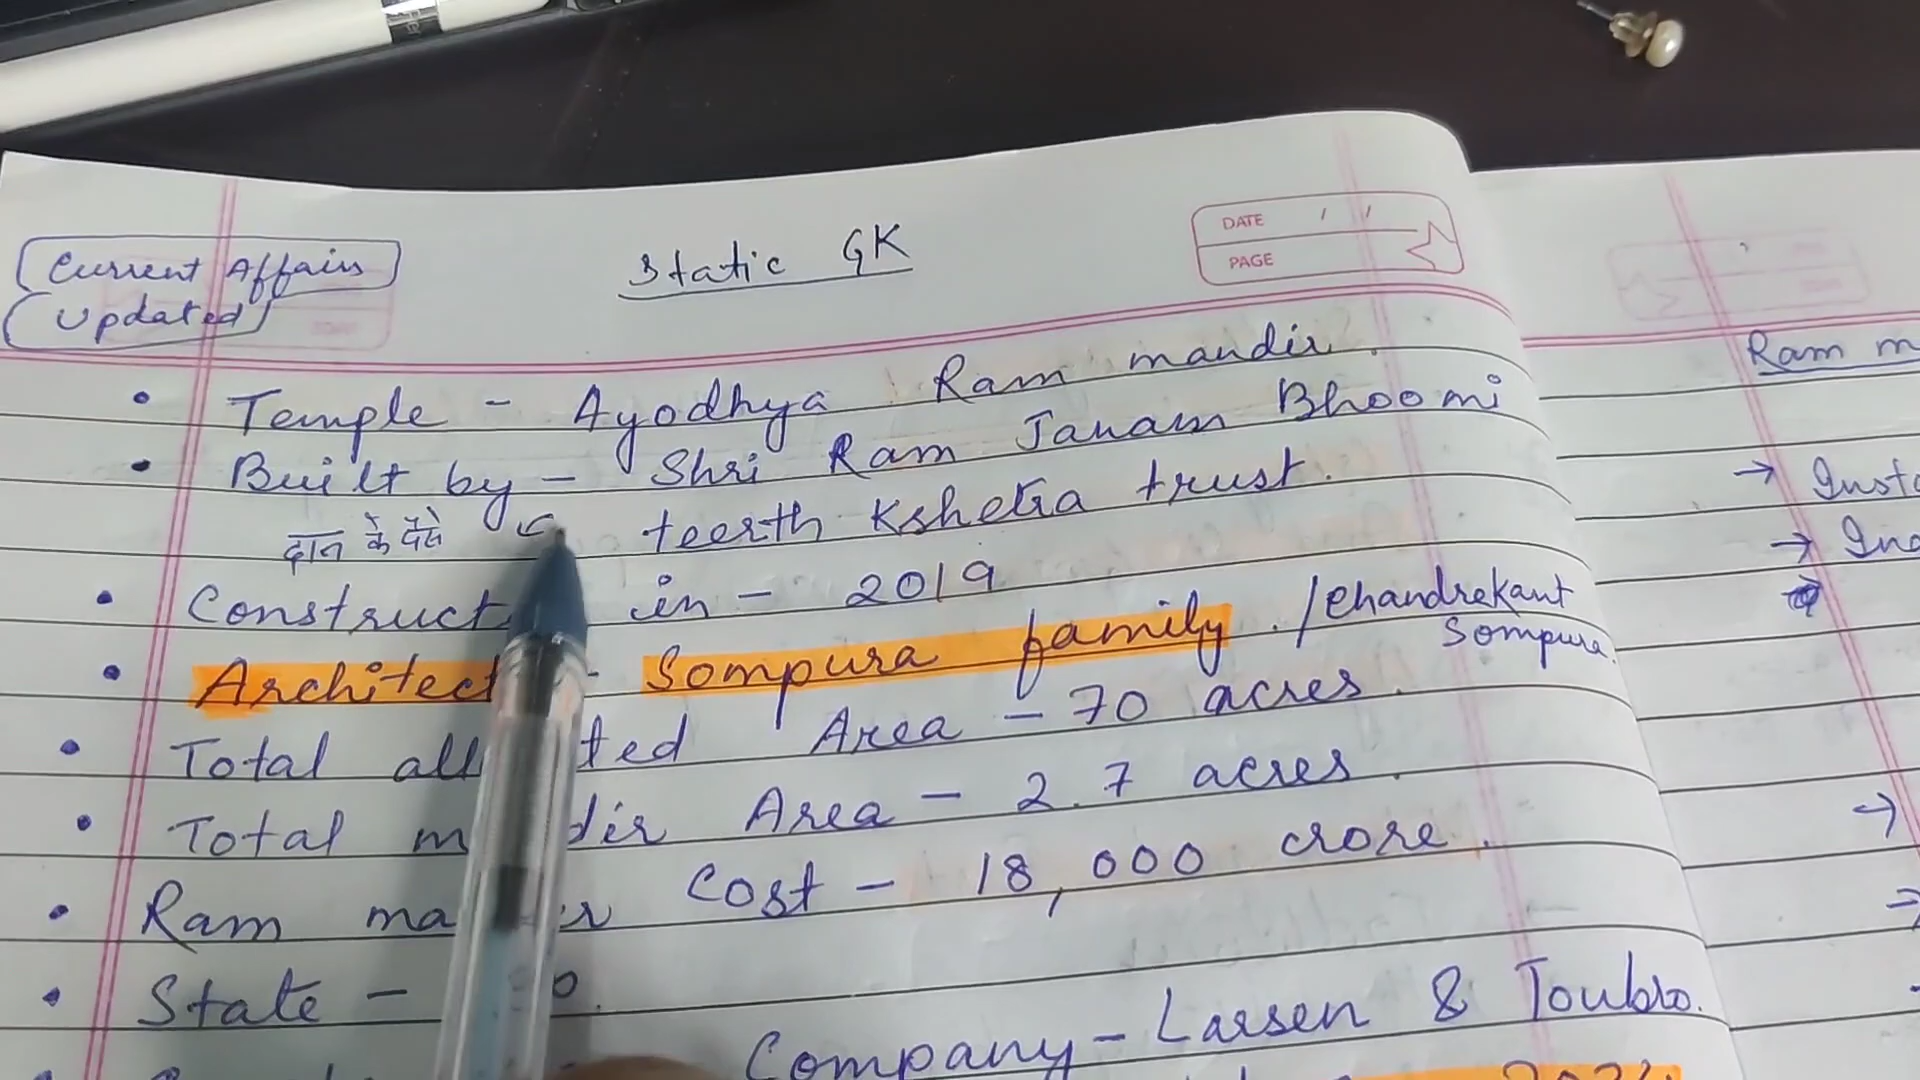 Current Affairs
Updated
Static GK
DATE / /
PAGE
• Temple - Ayodhya Ram mandir.
• Built by - Shri Ram Janam Bhoomi
दान के पैसे teerth Kshetra trust.
• Construct in - 2019
• Architect - Sompura family. / Chandrakant
Sompura.
• Total all ted Area - 70 acres.
• Total m dir Area - 2.7 acres.
• Ram ma ir Cost - 18,000 crore.
• State - P.
Company - Larsen & Toubro.
Ram m
→ Inst
→
→
→